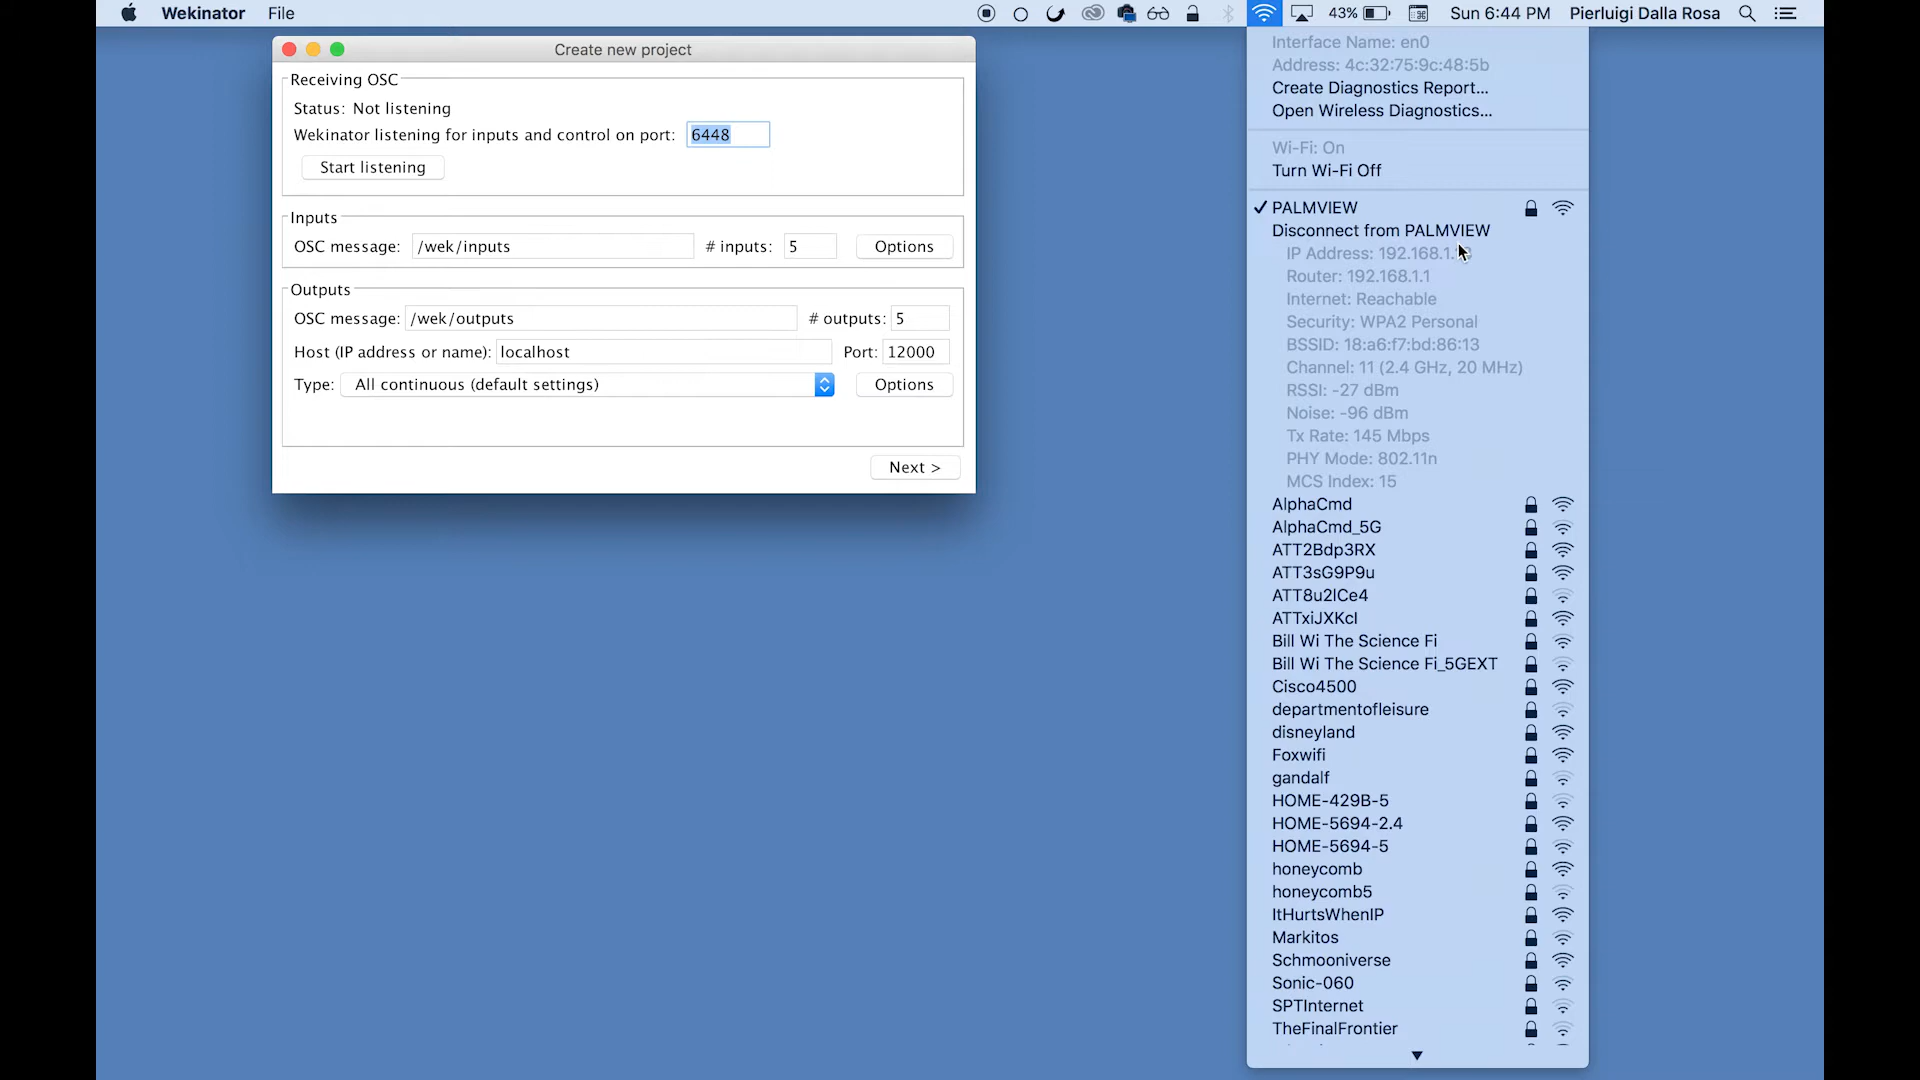 Wekinator File 43% Sun 6:44 PM Pierluigi Dalla Rosa
Create new project
Receiving OSC
Status: Not listening
Wekinator listening for inputs and control on port: 6448
Start listening
Inputs
OSC message: /wek/inputs # inputs: 5 Options
Outputs
OSC message: /wek/outputs # outputs: 5
Host (IP address or name): localhost Port: 12000
Type: All continuous (default settings) Options
Next >
Interface Name: en0
Address: 4c:32:75:9c:48:5b
Create Diagnostics Report...
Open Wireless Diagnostics...
Wi-Fi: On
Turn Wi-Fi Off
✓ PALMVIEW
Disconnect from PALMVIEW
IP Address:
Router: 192.168.1.1
Internet: Reachable
Security: WPA2 Personal
BSSID: 18:a6:f7:bd:86:13
Channel: 11 (2.4 GHz, 20 MHz)
RSSI: -27 dBm
Noise: -96 dBm
Tx Rate: 145 Mbps
PHY Mode: 802.11n
MCS Index: 15
AlphaCmd
AlphaCmd_5G
ATT2Bdp3RX
ATT3sG9P9u
ATT8u2ICe4
ATTxiJXKcI
Bill Wi The Science Fi
Bill Wi The Science Fi_5GEXT
Cisco4500
departmentofleisure
disneyland
Foxwifi
gandalf
HOME-429B-5
HOME-5694-2.4
HOME-5694-5
honeycomb
honeycomb5
ItHurtsWhenIP
Markitos
Schmooniverse
Sonic-060
SPTInternet
TheFinalFrontier